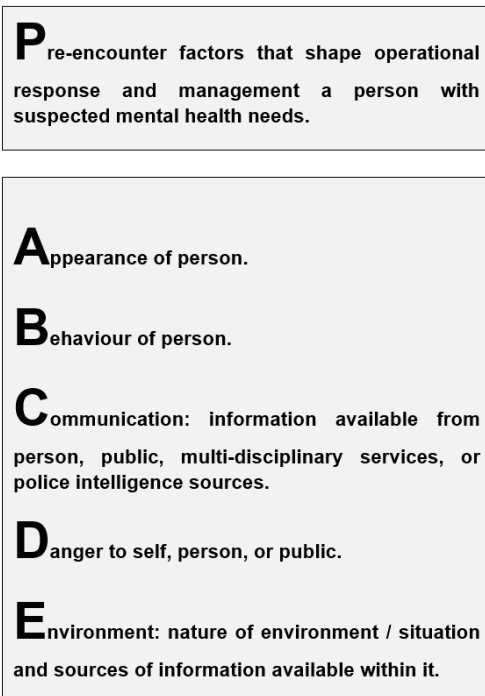 Pre-encounter factors that shape operational
response and management a person with
suspected mental health needs.
Appearance of person.
Behaviour of person.
Communication: information available from
person, public, multi-disciplinary services, or
police intelligence sources.
Danger to self, person, or public.
Environment: nature of environment / situation
and sources of information available within it.